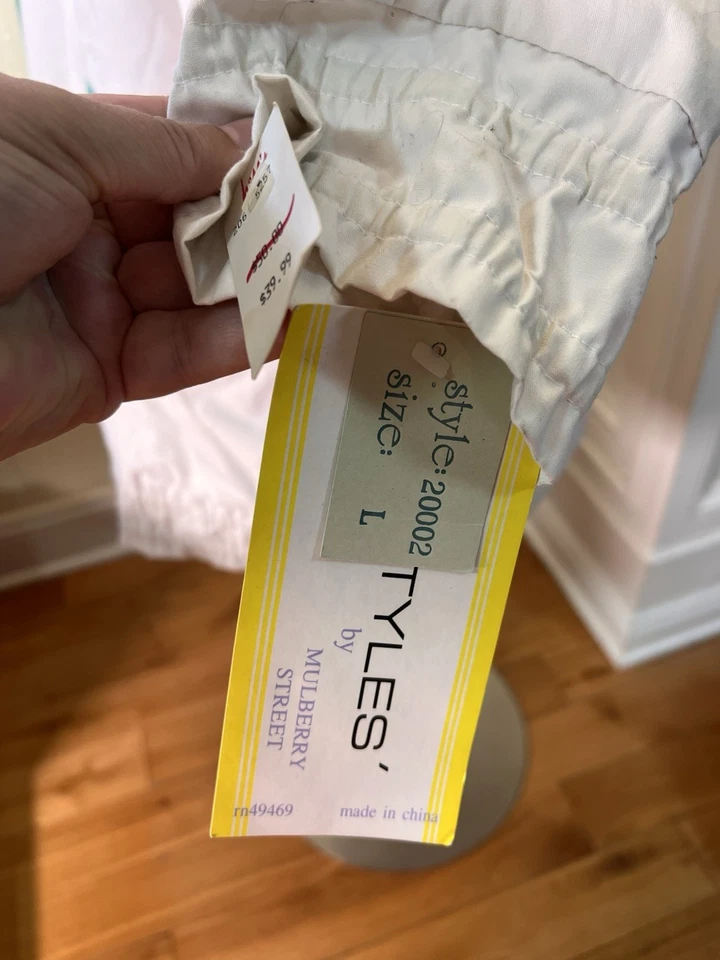 $39.99
style: 20002
size: L
TYLES'
by
MULBERRY
STREET
rn49469
made in china